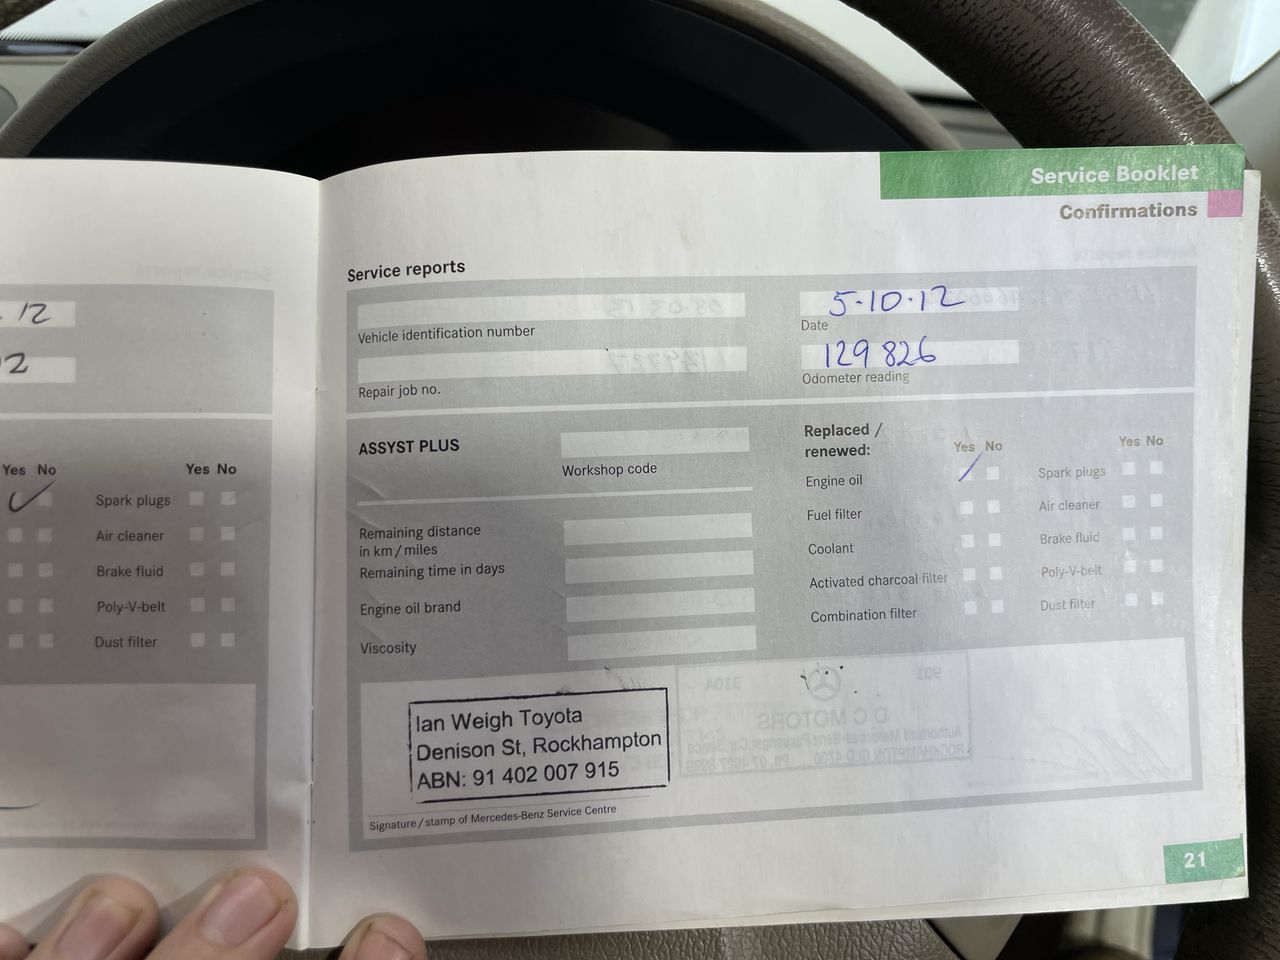 Service Booklet
Confirmations
. 12
2
Yes No Yes No
Spark plugs
Air cleaner
Brake fluid
Poly-V-belt
Dust filter
Service reports
Vehicle identification number
5·10·12
Date
Repair job no.
129 826
Odometer reading
ASSYST PLUS
Workshop code
Remaining distance
in km / miles
Remaining time in days
Engine oil brand
Viscosity
Replaced /
renewed:
Yes No Yes No
Engine oil
Spark plugs
Fuel filter
Air cleaner
Coolant
Brake fluid
Activated charcoal filter
Poly-V-belt
Combination filter
Dust filter
Ian Weigh Toyota
Denison St, Rockhampton
ABN: 91 402 007 915
Signature / stamp of Mercedes-Benz Service Centre
21